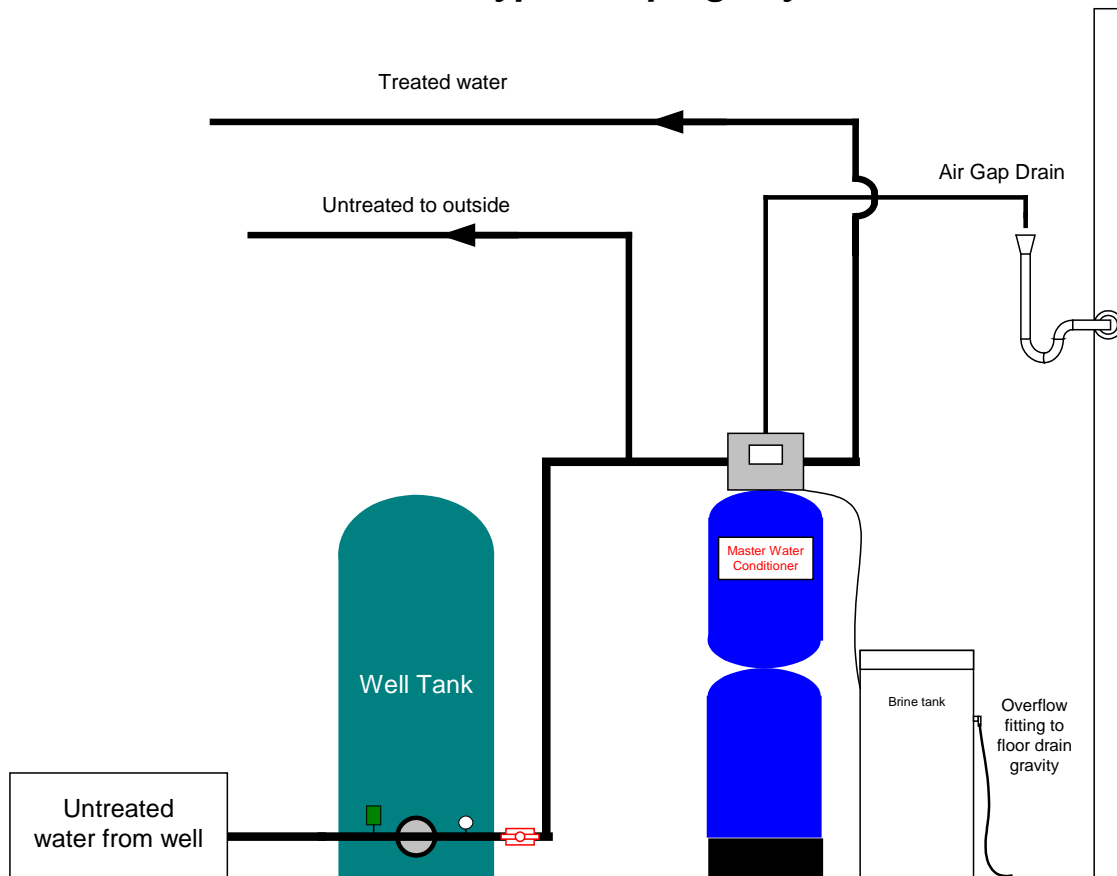 Treated water
Air Gap Drain
Untreated to outside
Master Water
Conditioner
Well Tank
Brine tank
Overflow
fitting to
floor drain
gravity
Untreated
water from well